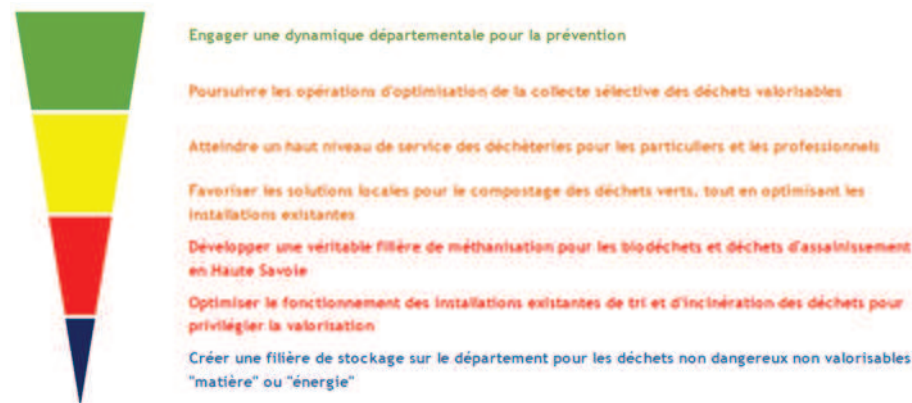 Engager une dynamique départementale pour la prévention
Poursuivre les opérations d'optimisation de la collecte sélective des déchets valorisables
Atteindre un haut niveau de service des déchèteries pour les particuliers et les professionnels
Favoriser les solutions locales pour le compostage des déchets verts, tout en optimisant les
installations existantes
Développer une véritable filière de méthanisation pour les biodéchets et déchets d'assainissement
en Haute Savoie
Optimiser le fonctionnement des installations existantes de tri et d'incinération des déchets pour
privilégier la valorisation
Créer une filière de stockage sur le département pour les déchets non dangereux non valorisables
"matière" ou "énergie"